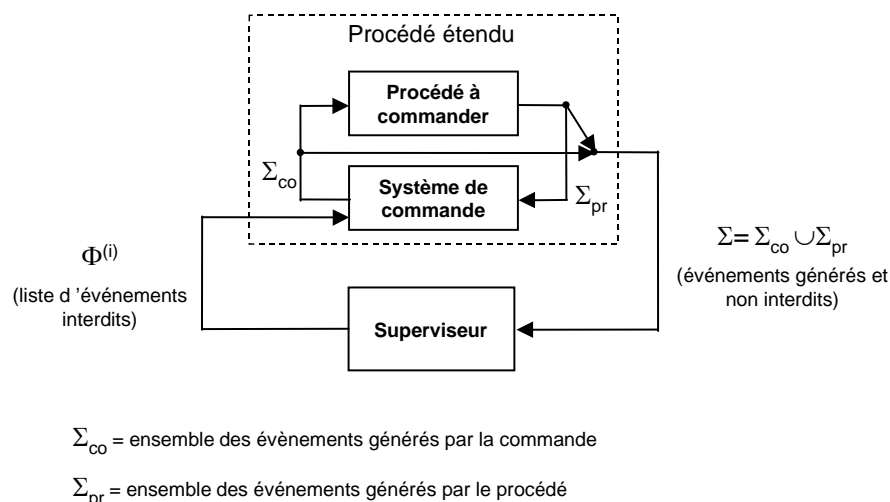 Procédé étendu
Procédé à
commander
Σco
Système de
commande
Σpr
Φ(i)
(liste d ’événements
interdits)
Σ= Σco ∪Σpr
(événements générés et
non interdits)
Superviseur
Σco = ensemble des évènements générés par la commande
Σpr = ensemble des événements générés par le procédé